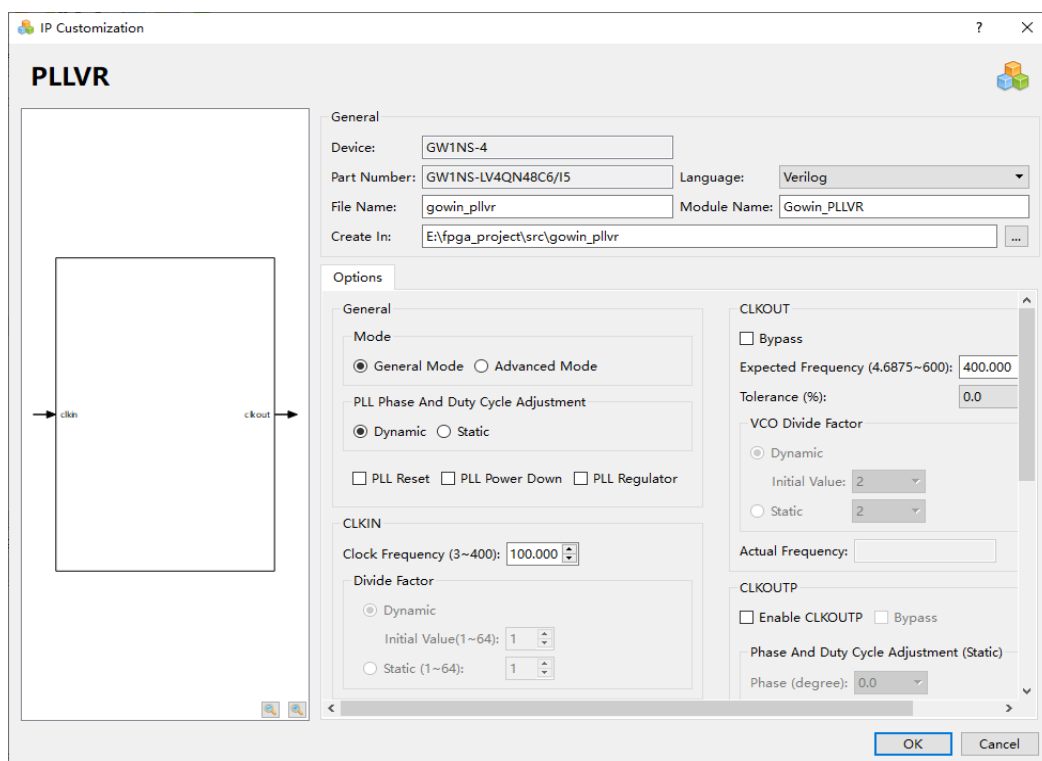 IP Customization
?
PLLVR
General
Device: GW1NS-4
Part Number: GW1NS-LV4QN48C6/I5 Language: Verilog
File Name: gowin_pllvr Module Name: Gowin_PLLVR
Create In: E:\fpga_project\src\gowin_pllvr ...
Options
General
Mode
General Mode Advanced Mode
PLL Phase And Duty Cycle Adjustment
Dynamic Static
PLL Reset PLL Power Down PLL Regulator
CLKIN
Clock Frequency (3~400): 100.000
Divide Factor
Dynamic
Initial Value(1~64): 1
Static (1~64): 1
CLKOUT
Bypass
Expected Frequency (4.6875~600): 400.000
Tolerance (%): 0.0
VCO Divide Factor
Dynamic
Initial Value: 2
Static 2
Actual Frequency:
CLKOUTP
Enable CLKOUTP Bypass
Phase And Duty Cycle Adjustment (Static)
Phase (degree): 0.0
clkin clkout
OK Cancel